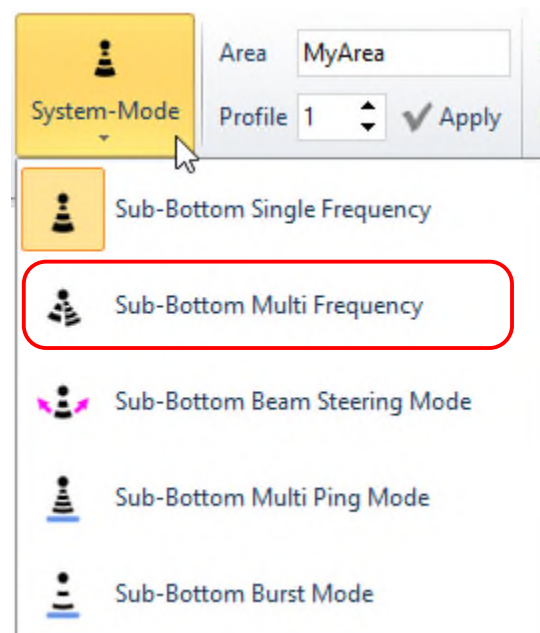 System-Mode
Area MyArea
Profile 1 Apply
Sub-Bottom Single Frequency
Sub-Bottom Multi Frequency
Sub-Bottom Beam Steering Mode
Sub-Bottom Multi Ping Mode
Sub-Bottom Burst Mode